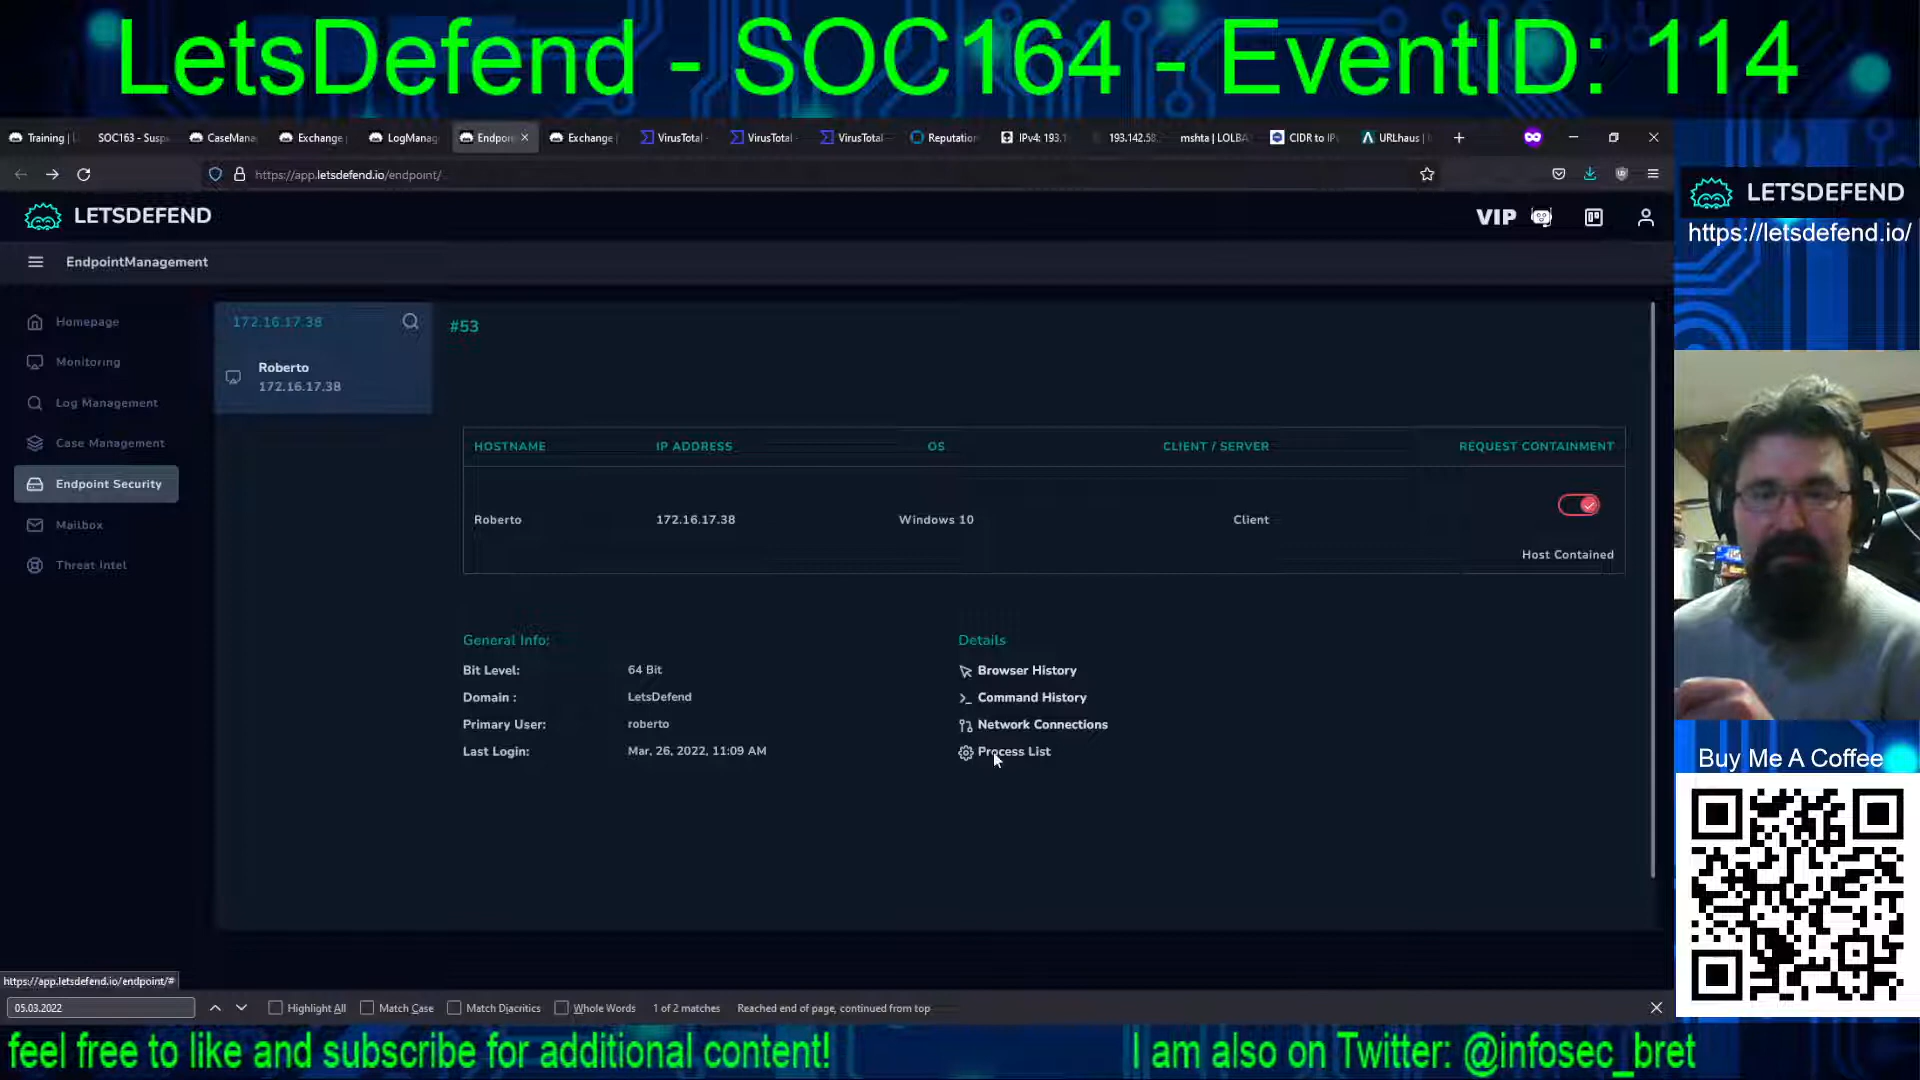 LetsDefend - SOC164 - EventID: 114
Training |
SOC163 - Susp
CaseMana
Exchange
LogManag
Endpoi
Exchange |
VirusTotal -
VirusTotal -
VirusTotal
Reputation
IPv4: 193.1
193.142.58.
mshta | LOLBA
CIDR to IP
URLhaus |
https://app.letsdefend.io/endpoint/
LETSDEFEND
VIP
LETSDEFEND
https://letsdefend.io/
EndpointManagement
Homepage
Monitoring
Log Management
Case Management
Endpoint Security
Mailbox
Threat Intel
172.16.17.38
Roberto
172.16.17.38
#53
HOSTNAME IP ADDRESS OS CLIENT / SERVER REQUEST CONTAINMENT
Roberto 172.16.17.38 Windows 10 Client
Host Contained
General Info:
Bit Level: 64 Bit
Domain : LetsDefend
Primary User: roberto
Last Login: Mar, 26, 2022, 11:09 AM
Details
Browser History
Command History
Network Connections
Process List
Buy Me A Coffee
https://app.letsdefend.io/endpoint/#
05.03.2022
Highlight All
Match Case
Match Diacritics
Whole Words
1 of 2 matches
Reached end of page, continued from top
feel free to like and subscribe for additional content!
I am also on Twitter: @infosec_bret